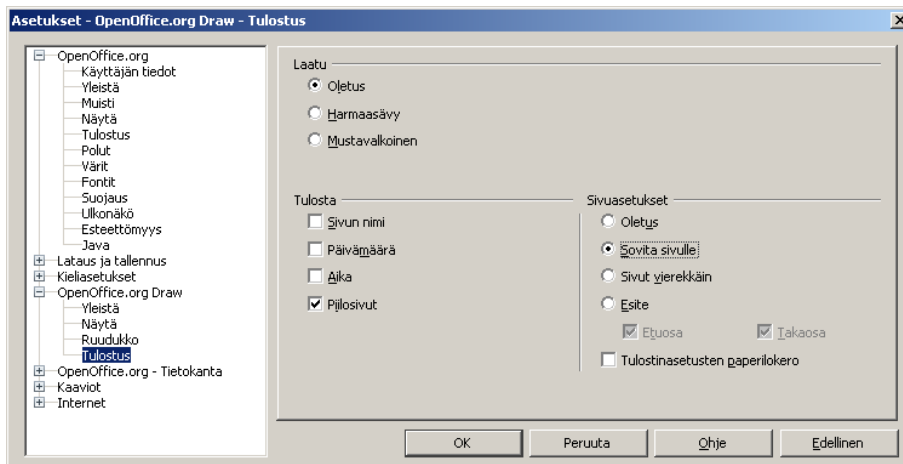 Asetukset - OpenOffice.org Draw - Tulostus
OpenOffice.org
Käyttäjän tiedot
Yleistä
Muisti
Näytä
Tulostus
Polut
Värit
Fontit
Suojaus
Ulkonäkö
Esteettömyys
Java
Lataus ja tallennus
Kieliasetukset
OpenOffice.org Draw
Yleistä
Näytä
Ruudukko
Tulostus
OpenOffice.org - Tietokanta
Kaaviot
Internet
Laatu
Oletus
Harmaasävy
Mustavalkoinen
Tulosta
Sivun nimi
Päivämäärä
Aika
Piilosivut
Sivuasetukset
Oletus
Sovita sivulle
Sivut vierekkäin
Esite
Etuosa Takaosa
Tulostinasetusten paperilokero
OK Peruuta Ohje Edellinen